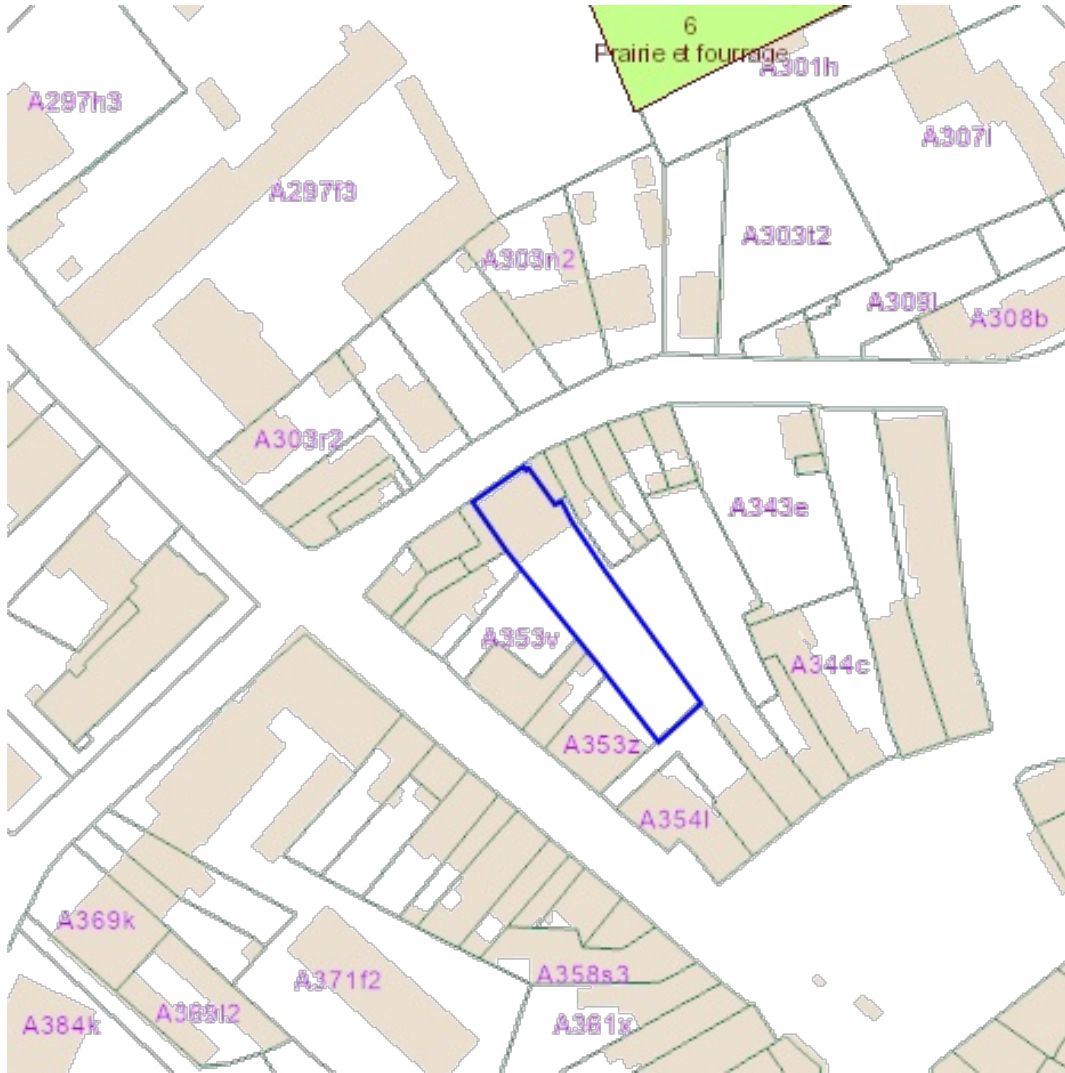 6
Prairie et fourrage
A301h
A297h3
A307l
A297f3
A303t2
A303n2
A309l
A308b
A303r2
A343e
A353v
A344c
A353z
A354l
A369k
A358s3
A371f2
A369l2
A384k
A361x